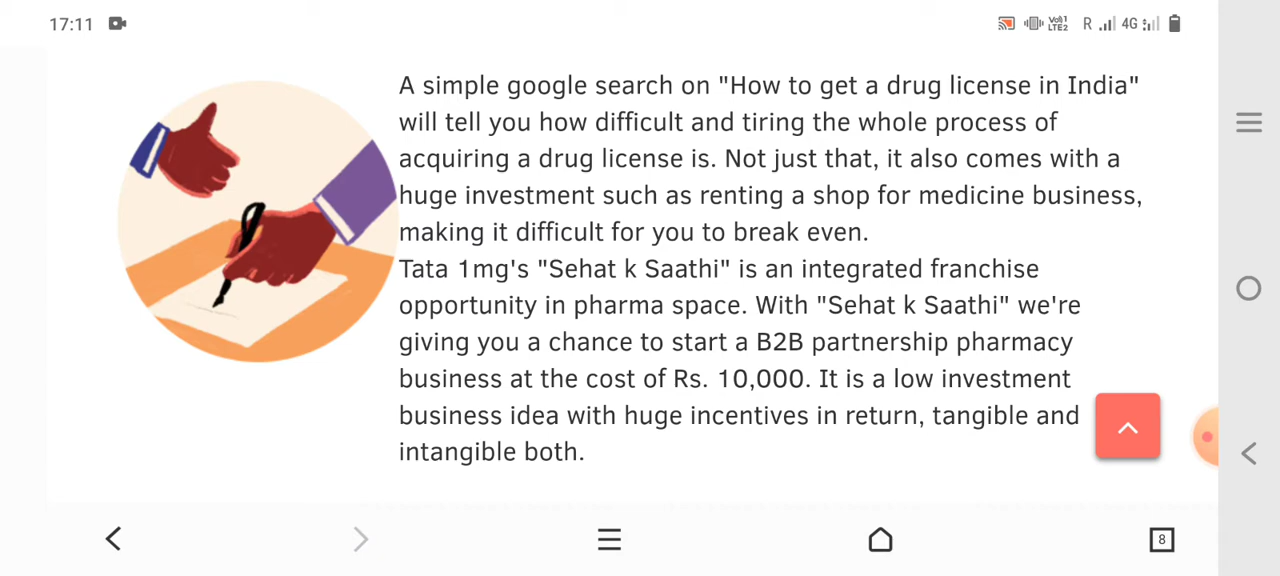 17:11
Vo)) 1
LTE2
R
4G
A simple google search on "How to get a drug license in India"
will tell you how difficult and tiring the whole process of
acquiring a drug license is. Not just that, it also comes with a
huge investment such as renting a shop for medicine business,
making it difficult for you to break even.
Tata 1mg's "Sehat k Saathi" is an integrated franchise
opportunity in pharma space. With "Sehat k Saathi" we're
giving you a chance to start a B2B partnership pharmacy
business at the cost of Rs. 10,000. It is a low investment
business idea with huge incentives in return, tangible and
intangible both.
8